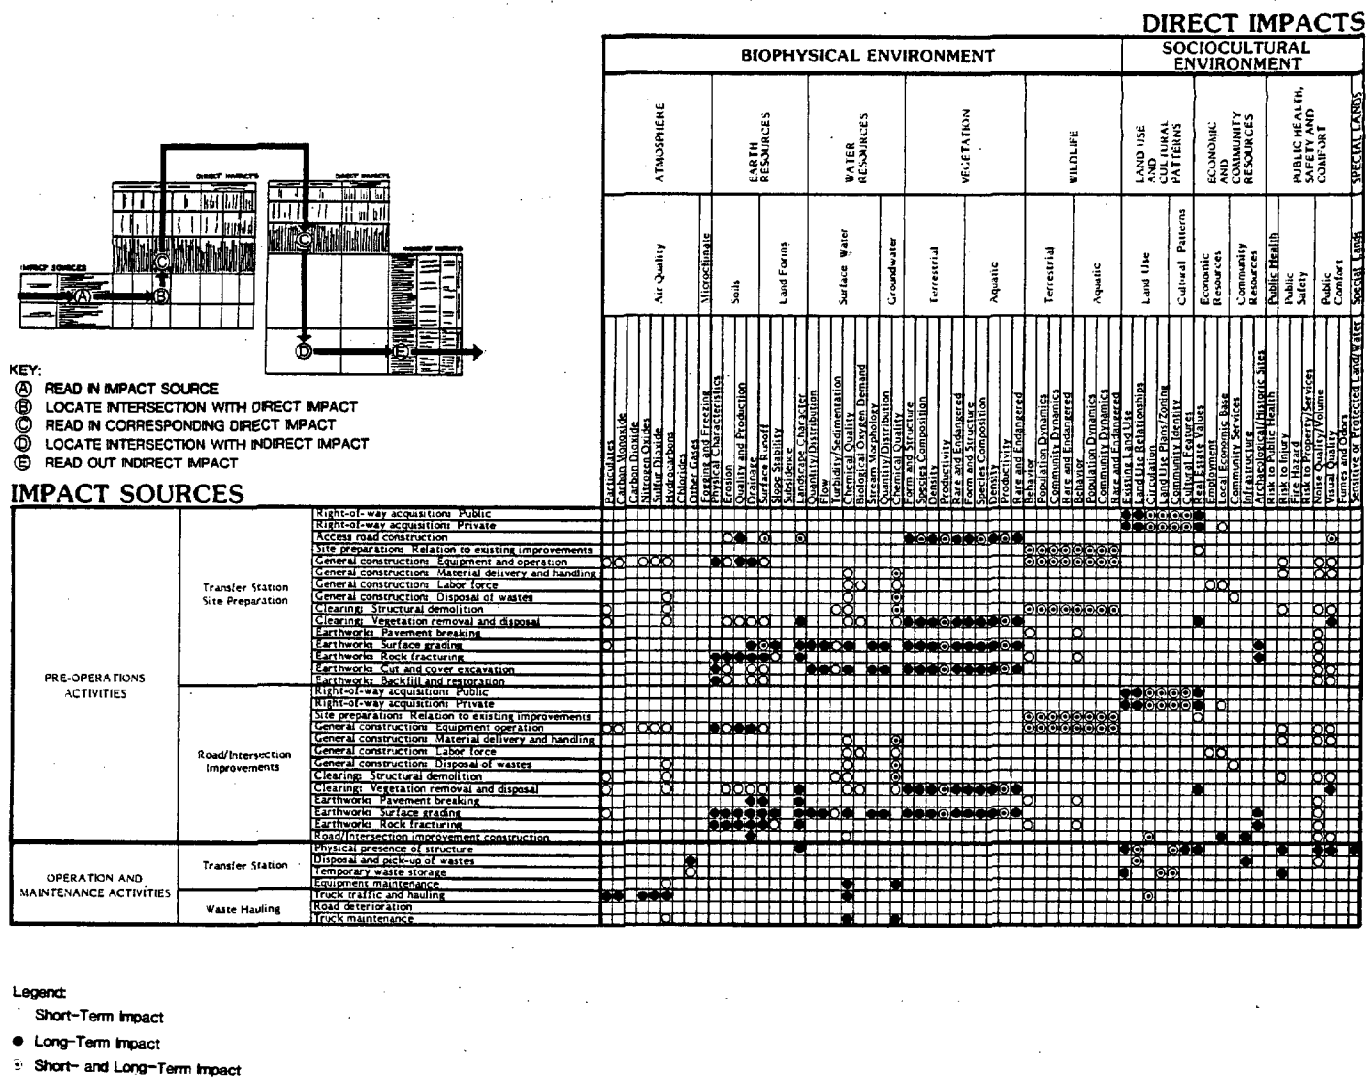 DIRECT IMPACTS
BIOPHYSICAL ENVIRONMENT
SOCIOCULTURAL
ENVIRONMENT
ATMOSPHERE
EARTH
RESOURCES
WATER
RESOURCES
VEGETATION
WILDLIFE
LAND USE
AND
CULTURAL
PATTERNS
ECONOMIC
AND
COMMUNITY
RESOURCES
PUBLIC HEALTH,
SAFETY AND
COMFORT
SPECIAL LANDS
Air Quality
Microclimate
Soils
Land Forms
Surface Water
Groundwater
Terrestrial
Aquatic
Terrestrial
Aquatic
Land Use
Cultural Patterns
Economic
Resources
Community
Resources
Public Health
Public
Safety
Public
Comfort
Special Lands
Particulates
Carbon Monoxide
Carbon Dioxide
Nitrogen Oxides
Sulfur Dioxide
Hydrocarbons
Chlorides
Other Gases
Forging and Freezing
Physical Characteristics
Erosion
Quality and Production
Drainage
Surface Runoff
Slope Stability
Subsidence
Landscape Character
Quantity/Distribution
Flow
Turbidity/Sedimentation
Chemical Quality
Biological Oxygen Demand
Stream Morphology
Quantity/Distribution
Chemical Quality
Form and Structure
Species Composition
Density
Productivity
Rare and Endangered
Form and Structure
Species Composition
Density
Productivity
Rare and Endangered
Behavior
Population Dynamics
Community Dynamics
Rare and Endangered
Behavior
Population Dynamics
Community Dynamics
Rare and Endangered
Existing Land Use
Land Use Relationships
Circulation
Land Use Plans/Zoning
Community Identity
Cultural Features
Real Estate Values
Employment
Local Economic Base
Community Services
Infrastructure
Archaeological/Historic Sites
Risk to Public Health
Risk to Injury
Fire Hazard
Risk to Property/Services
Noise Quality/Volume
Visual Quality
Fumes and Odors
Sensitive or Protected Land/Water
DIRECT IMPACTS
DIRECT IMPACTS
IMPACT SOURCES
A
B
C
C
D
E
KEY:
A READ IN IMPACT SOURCE
B LOCATE INTERSECTION WITH DIRECT IMPACT
C READ IN CORRESPONDING DIRECT IMPACT
D LOCATE INTERSECTION WITH INDIRECT IMPACT
E READ OUT INDIRECT IMPACT
IMPACT SOURCES
PRE-OPERATIONS
ACTIVITIES
Transfer Station
Site Preparation
Right-of-way acquisition: Public
Right-of-way acquisition: Private
Access road construction
Site preparation: Relation to existing improvements
General construction: Equipment and operation
General construction: Material delivery and handling
General construction: Labor force
General construction: Disposal of wastes
Clearing: Structural demolition
Clearing: Vegetation removal and disposal
Earthwork: Pavement breaking
Earthwork: Surface grading
Earthwork: Rock fracturing
Earthwork: Cut and cover excavation
Earthwork: Backfill and restoration
Road/Intersection
Improvements
Right-of-way acquisition: Public
Right-of-way acquisition: Private
Site preparation: Relation to existing improvements
General construction: Equipment operation
General construction: Material delivery and handling
General construction: Labor force
General construction: Disposal of wastes
Clearing: Structural demolition
Clearing: Vegetation removal and disposal
Earthwork: Pavement breaking
Earthwork: Surface grading
Earthwork: Rock fracturing
Road/Intersection improvement construction
OPERATION AND
MAINTENANCE ACTIVITIES
Transfer Station
Physical presence of structure
Disposal and pick-up of wastes
Temporary waste storage
Equipment maintenance
Waste Hauling
Truck traffic and hauling
Road deterioration
Truck maintenance
Legend:
Short-Term Impact
Long-Term Impact
Short- and Long-Term Impact